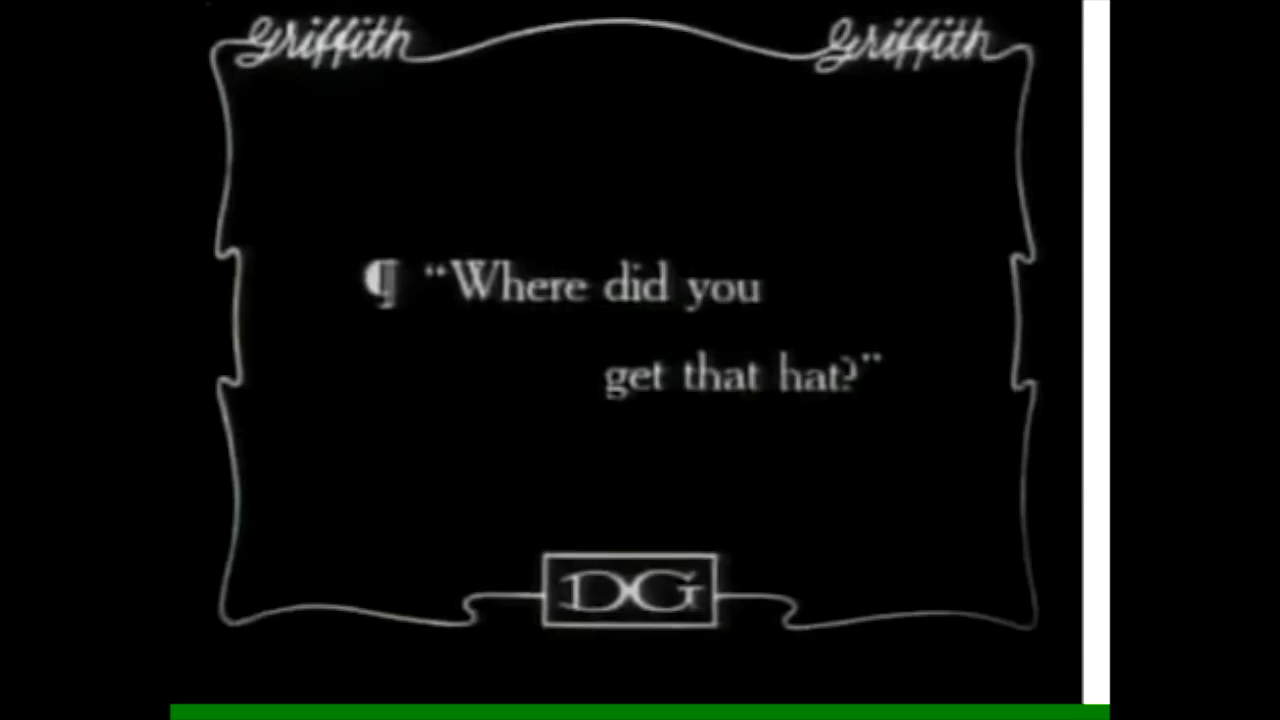 Griffith Griffith
¶ “Where did you
get that hat?”
DG